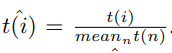 t(î) = t(i) / mean_n t(n).